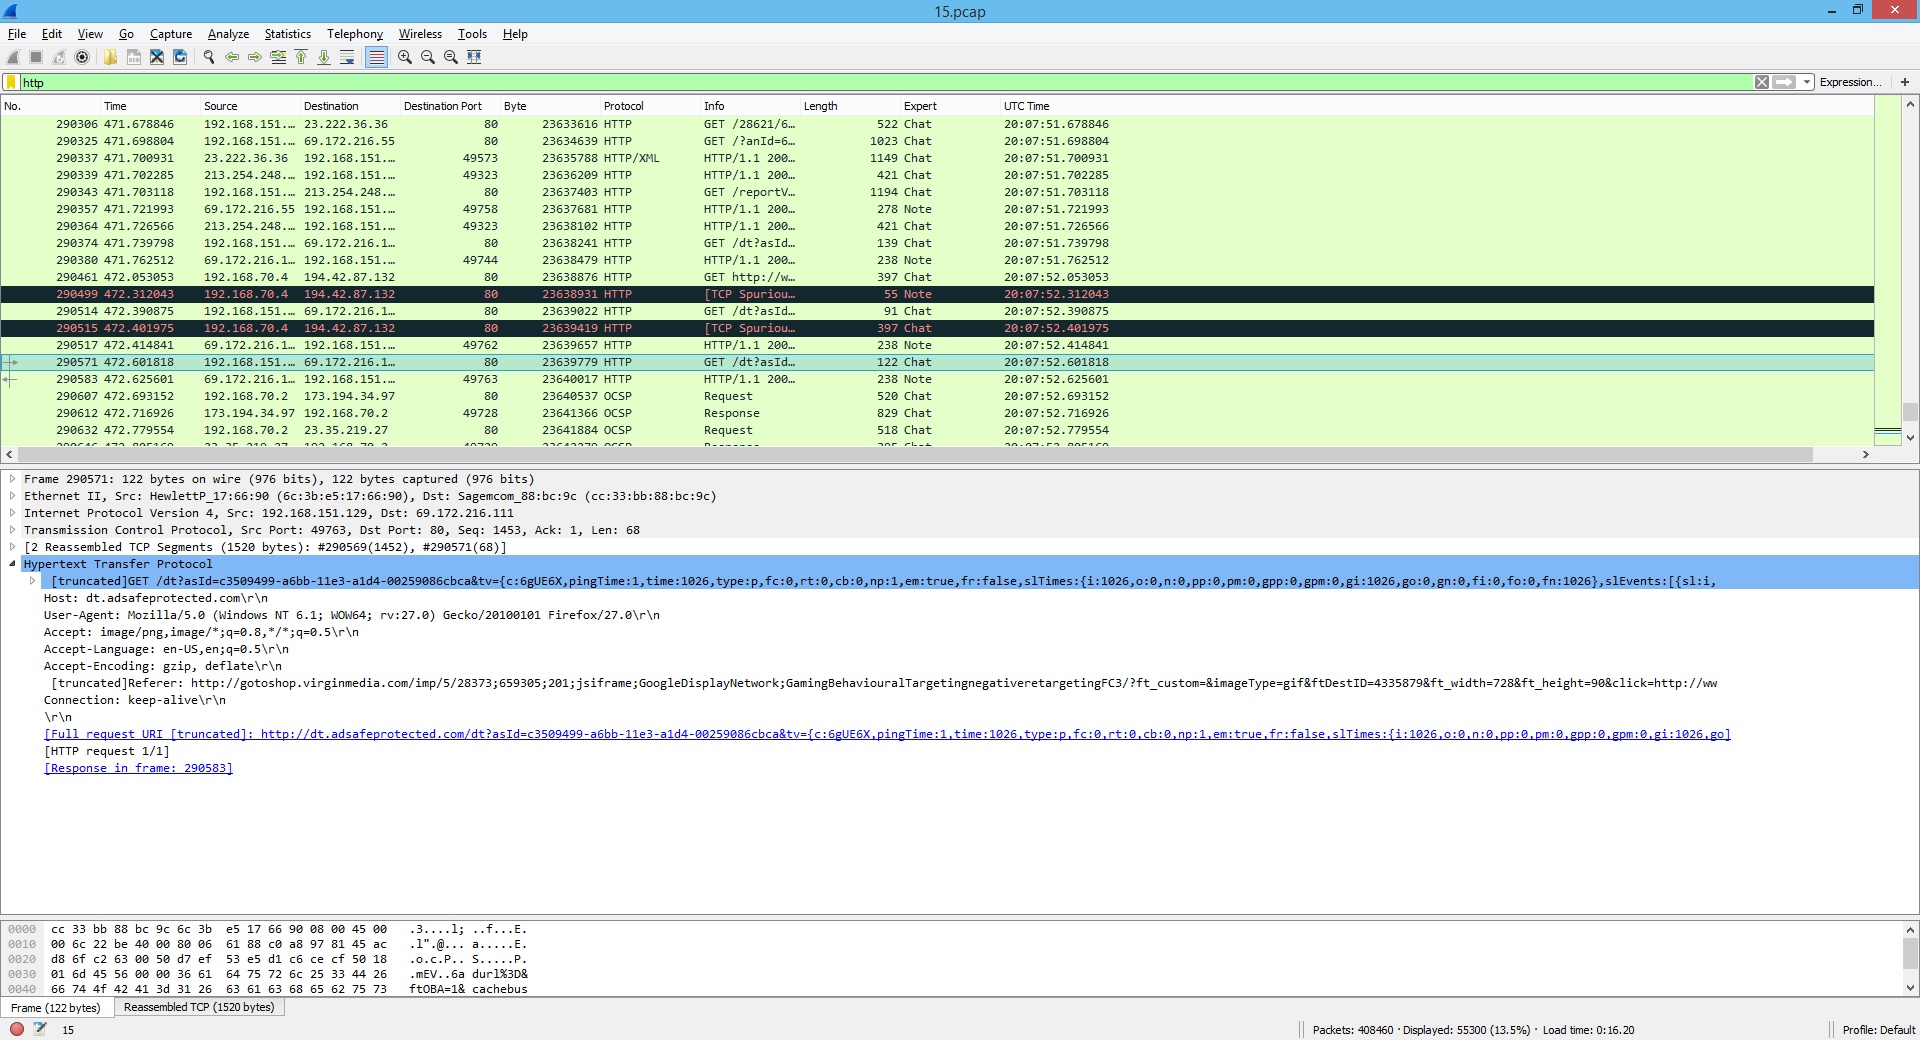 15.pcap
File Edit View Go Capture Analyze Statistics Telephony Wireless Tools Help
http Expression... +
No. Time Source Destination Destination Port Byte Protocol Info Length Expert UTC Time
290306 471.678846 192.168.151.… 23.222.36.36 80 23633616 HTTP GET /28621/6… 522 Chat 20:07:51.678846
290325 471.698804 192.168.151.… 69.172.216.55 80 23634639 HTTP GET /?anId=6… 1023 Chat 20:07:51.698804
290337 471.700931 23.222.36.36 192.168.151.… 49573 23635788 HTTP/XML HTTP/1.1 200… 1149 Chat 20:07:51.700931
290339 471.702285 213.254.248.… 192.168.151.… 49323 23636209 HTTP HTTP/1.1 200… 421 Chat 20:07:51.702285
290343 471.703118 192.168.151.… 213.254.248.… 80 23637403 HTTP GET /reportV… 1194 Chat 20:07:51.703118
290357 471.721993 69.172.216.55 192.168.151.… 49758 23637681 HTTP HTTP/1.1 200… 278 Note 20:07:51.721993
290364 471.726566 213.254.248.… 192.168.151.… 49323 23638102 HTTP HTTP/1.1 200… 421 Chat 20:07:51.726566
290374 471.739798 192.168.151.… 69.172.216.1… 80 23638241 HTTP GET /dt?asId… 139 Chat 20:07:51.739798
290380 471.762512 69.172.216.1… 192.168.151.… 49744 23638479 HTTP HTTP/1.1 200… 238 Note 20:07:51.762512
290461 472.053053 192.168.70.4 194.42.87.132 80 23638876 HTTP GET http://w… 397 Chat 20:07:52.053053
290499 472.312043 192.168.70.4 194.42.87.132 80 23638931 HTTP [TCP Spuriou… 55 Note 20:07:52.312043
290514 472.390875 192.168.151.… 69.172.216.1… 80 23639022 HTTP GET /dt?asId… 91 Chat 20:07:52.390875
290515 472.401975 192.168.70.4 194.42.87.132 80 23639419 HTTP [TCP Spuriou… 397 Chat 20:07:52.401975
290517 472.414841 69.172.216.1… 192.168.151.… 49762 23639657 HTTP HTTP/1.1 200… 238 Note 20:07:52.414841
290571 472.601818 192.168.151.… 69.172.216.1… 80 23639779 HTTP GET /dt?asId… 122 Chat 20:07:52.601818
290583 472.625601 69.172.216.1… 192.168.151.… 49763 23640017 HTTP HTTP/1.1 200… 238 Note 20:07:52.625601
290607 472.693152 192.168.70.2 173.194.34.97 80 23640537 OCSP Request 520 Chat 20:07:52.693152
290612 472.716926 173.194.34.97 192.168.70.2 49728 23641366 OCSP Response 829 Chat 20:07:52.716926
290632 472.779554 192.168.70.2 23.35.219.27 80 23641884 OCSP Request 518 Chat 20:07:52.779554
Frame 290571: 122 bytes on wire (976 bits), 122 bytes captured (976 bits)
Ethernet II, Src: HewlettP_17:66:90 (6c:3b:e5:17:66:90), Dst: Sagemcom_88:bc:9c (cc:33:bb:88:bc:9c)
Internet Protocol Version 4, Src: 192.168.151.129, Dst: 69.172.216.111
Transmission Control Protocol, Src Port: 49763, Dst Port: 80, Seq: 1453, Ack: 1, Len: 68
[2 Reassembled TCP Segments (1520 bytes): #290569(1452), #290571(68)]
Hypertext Transfer Protocol
[truncated]GET /dt?asId=c3509499-a6bb-11e3-a1d4-00259086cbca&tv={c:6gUE6X,pingTime:1,time:1026,type:p,fc:0,rt:0,cb:0,np:1,em:true,fr:false,slTimes:{i:1026,o:0,n:0,pp:0,pm:0,gpp:0,gpm:0,gi:1026,go:0,gn:0,fi:0,fo:0,fn:1026},slEvents:[{sl:i,
Host: dt.adsafeprotected.com\r\n
User-Agent: Mozilla/5.0 (Windows NT 6.1; WOW64; rv:27.0) Gecko/20100101 Firefox/27.0\r\n
Accept: image/png,image/*;q=0.8,*/*;q=0.5\r\n
Accept-Language: en-US,en;q=0.5\r\n
Accept-Encoding: gzip, deflate\r\n
[truncated]Referer: http://gotoshop.virginmedia.com/imp/5/28373;659305;201;jsiframe;GoogleDisplayNetwork;GamingBehaviouralTargetingnegativeretargetingFC3/?ft_custom=&imageType=gif&ftDestID=4335879&ft_width=728&ft_height=90&click=http://ww
Connection: keep-alive\r\n
\r\n
[Full request URI [truncated]: http://dt.adsafeprotected.com/dt?asId=c3509499-a6bb-11e3-a1d4-00259086cbca&tv={c:6gUE6X,pingTime:1,time:1026,type:p,fc:0,rt:0,cb:0,np:1,em:true,fr:false,slTimes:{i:1026,o:0,n:0,pp:0,pm:0,gpp:0,gpm:0,gi:1026,go]
[HTTP request 1/1]
[Response in frame: 290583]
0000 cc 33 bb 88 bc 9c 6c 3b e5 17 66 90 08 00 45 00 .3....l; ..f...E.
0010 00 6c 22 be 40 00 80 06 61 88 c0 a8 97 81 45 ac .l".@... a.....E.
0020 d8 6f c2 63 00 50 d7 ef 53 e5 d1 c6 ce cf 50 18 .o.c.P.. S.....P.
0030 01 6d 45 56 00 00 36 61 64 75 72 6c 25 33 44 26 .mEV..6a durl%3D&
0040 66 74 4f 42 41 3d 31 26 63 61 63 68 65 62 75 73 ftOBA=1& cachebus
Frame (122 bytes) Reassembled TCP (1520 bytes)
15 Packets: 408460 · Displayed: 55300 (13.5%) · Load time: 0:16.20 Profile: Default